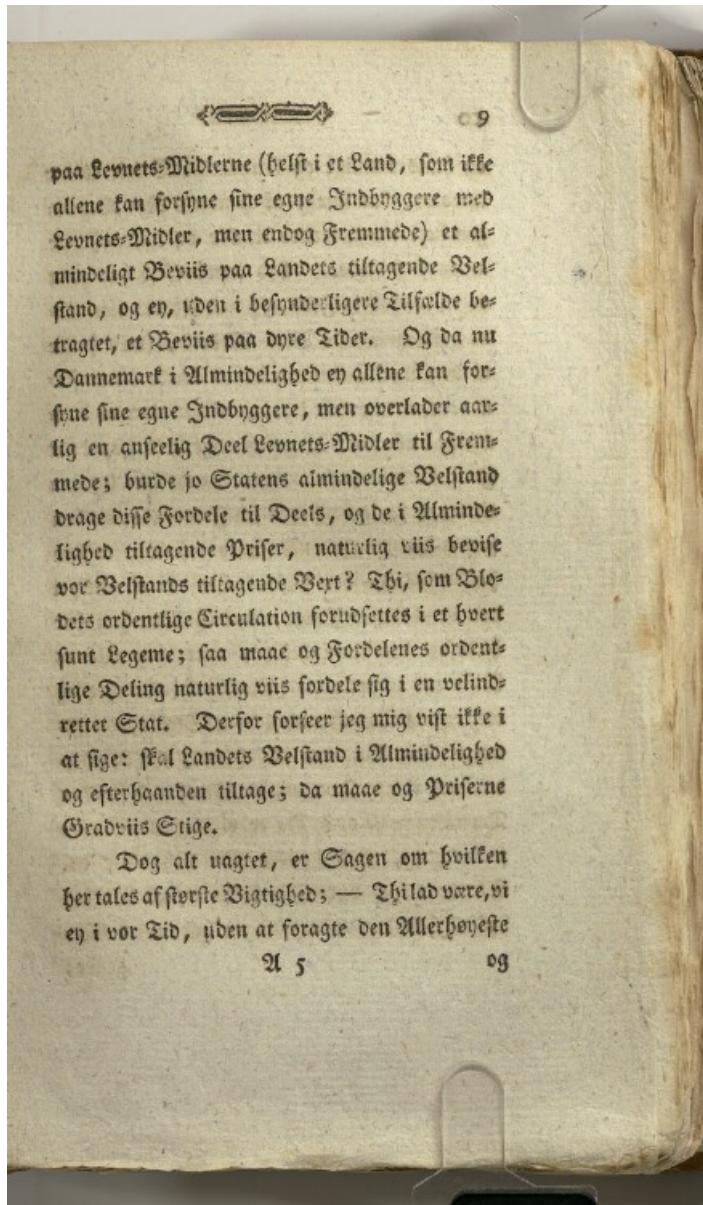 9
paa Levnets-Midlerne (helst i et Land, som ikke
allene kan forsyne sine egne Indbyggere med
Levnets-Midler, men endog Fremmede) et al-
mindeligt Beviis paa Landets tiltagende Vel-
stand, og ey, uden i besynderligere Tilfælde be-
tragtet, et Beviis paa dyre Tider. Og da nu
Dannemark i Almindelighed ey allene kan for-
syne sine egne Indbyggere, men overlader aar-
lig en anseelig Deel Levnets-Midler til Frem-
mede; burde jo Statens almindelige Velstand
drage disse Fordele til Deels, og de i Alminde-
lighed tiltagende Priser, naturlig viis bevise
vor Velstands tiltagende Vext? Thi, som Blo-
dets ordentlige Circulation forudsettes i et hvert
sunt Legeme; saa maae og Fordelenes ordent-
lige Deling naturlig viis fordele sig i en velind-
rettet Stat. Derfor forseer jeg mig vist ikke i
at sige: skal Landets Velstand i Almindelighed
og efterhaanden tiltage; da maae og Priserne
Gradviis Stige.
Dog alt uagtet, er Sagen om hvilken
her tales af største Vigtighed; — Thi lad være, vi
ey i vor Tid, uden at foragte den Allerhøyeste
A 5 og